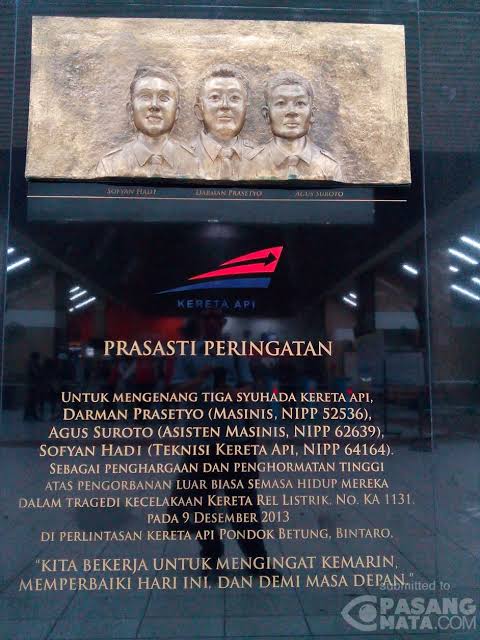 SOFYAN HADI DARMAN PRASETYO AGUS SUROTO
KERETA API
PRASASTI PERINGATAN
UNTUK MENGENANG TIGA SYUHADA KERETA API,
DARMAN PRASETYO (MASINIS, NIPP 52536),
AGUS SUROTO (ASISTEN MASINIS, NIPP 62639),
SOFYAN HADI (TEKNISI KERETA API, NIPP 64164).
SEBAGAI PENGHARGAAN DAN PENGHORMATAN TINGGI
ATAS PENGORBANAN LUAR BIASA SEMASA HIDUP MEREKA
DALAM TRAGEDI KECELAKAAN KERETA REL LISTRIK. NO. KA 1131.
PADA 9 DESEMBER 2013
DI PERLINTASAN KERETA API PONDOK BETUNG, BINTARO.
"KITA BEKERJA UNTUK MENGINGAT KEMARIN,
MEMPERBAIKI HARI INI, DAN DEMI MASA DEPAN."
submitted to
PASANG
MATA.COM